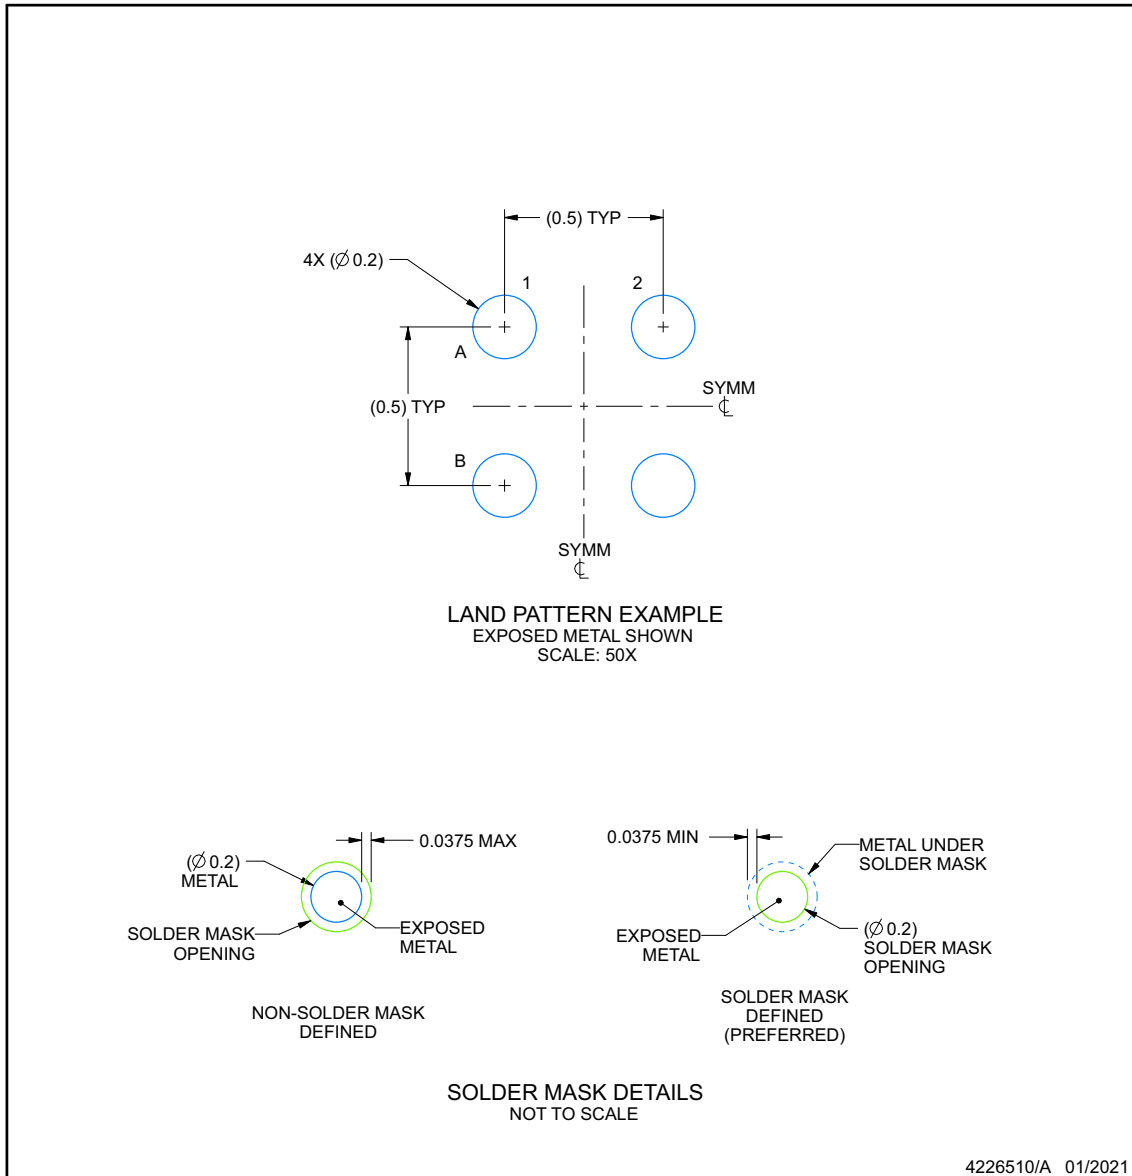 (0.5) TYP
4X (∅ 0.2)
1
2
A
SYMM
℄
(0.5) TYP
B
SYMM
℄
LAND PATTERN EXAMPLE
EXPOSED METAL SHOWN
SCALE: 50X
0.0375 MAX
(∅ 0.2)
METAL
SOLDER MASK
OPENING
EXPOSED
METAL
NON-SOLDER MASK
DEFINED
0.0375 MIN
METAL UNDER
SOLDER MASK
EXPOSED
METAL
(∅ 0.2)
SOLDER MASK
OPENING
SOLDER MASK
DEFINED
(PREFERRED)
SOLDER MASK DETAILS
NOT TO SCALE
4226510/A 01/2021